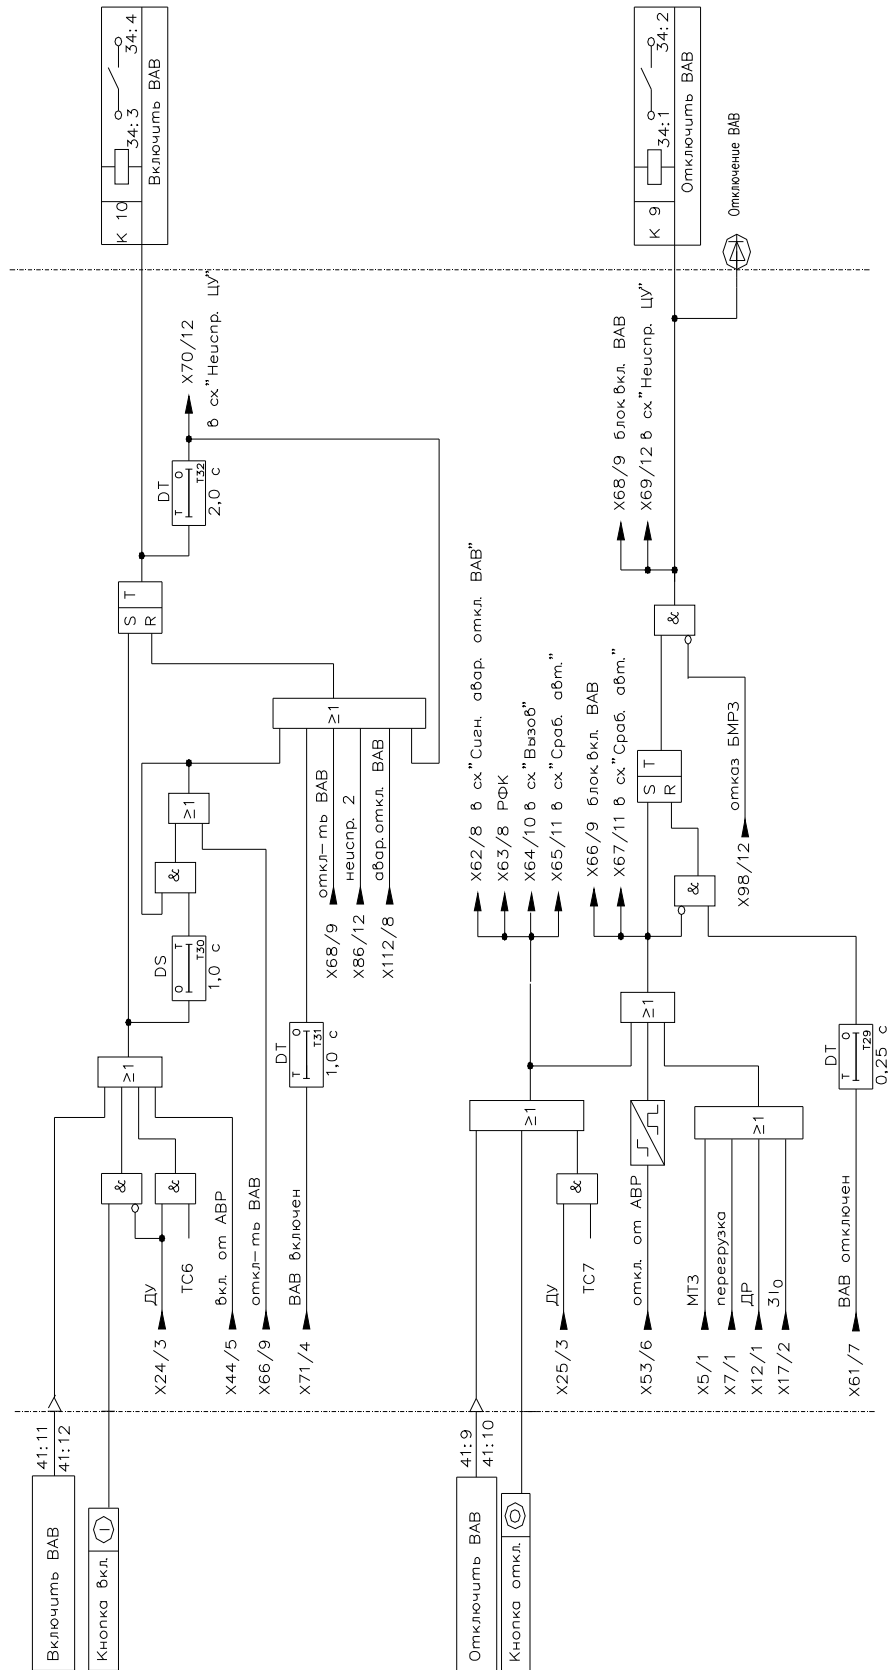 Включить ВАВ
41:11
41:12
Кнопка вкл.
I
X24/3
ДУ
ТС6
&
&
≥1
X44/5
вкл. от АВР
X66/9
откл-ть ВАВ
X71/4
ВАВ включен
DS
O T
T30
1,0 с
&
≥1
DT
T O
T31
1,0 с
X68/9
откл-ть ВАВ
X86/12
неиспр. 2
X112/8
авар.откл. ВАВ
≥1
S T
R
DT
T O
T32
2,0 с
X70/12
в сх"Неиспр. ЦУ"
К 10
34:3
34:4
Включить ВАВ
Отключить ВАВ
41:9
41:10
Кнопка откл.
O
X25/3
ДУ
ТС7
&
≥1
X53/6
откл. от АВР
X5/1
МТЗ
X7/1
перегрузка
X12/1
ДР
X17/2
3I0
≥1
≥1
X61/7
ВАВ отключен
DT
T O
T29
0,25 с
X62/8 в сх"Сигн. авар. откл. ВАВ"
X63/8 РФК
X64/10 в сх"Вызов"
X65/11 в сх"Сраб. авт."
X66/9 блок.вкл. ВАВ
X67/11 в сх"Сраб. авт."
&
S T
R
X98/12
отказ БМРЗ
&
X68/9 блок.вкл. ВАВ
X69/12 в сх"Неиспр. ЦУ"
К 9
34:1
34:2
Отключить ВАВ
Отключение ВАВ